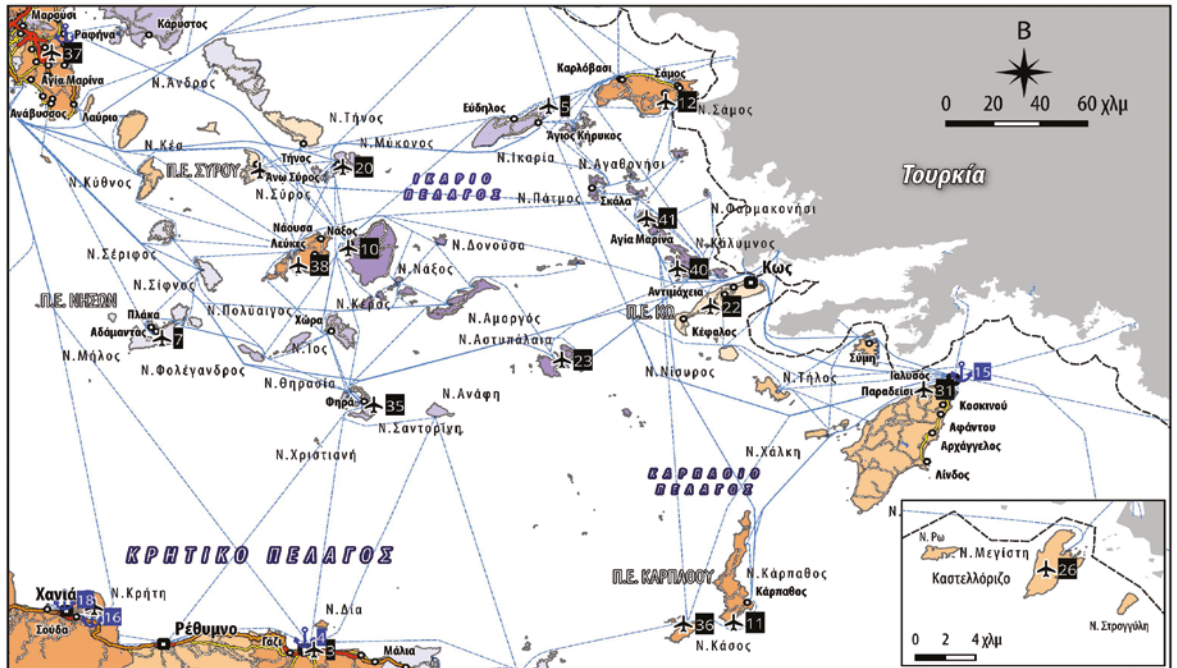 Μαρούσι
Κάρυστος
Ραφήνα
37
Αγία Μαρίνα
Ν.Άνδρος
Ανάβυσσος
Λαύριο
Ν.Κέα
Ν.Τήνος
Τήνος
Ν.Μύκονος
Π.Ε. ΣΥΡΟΥ
Άνω Σύρος
20
Ν.Κύθνος
Ν.Σύρος
ΙΚΑΡΙΟ
ΠΕΛΑΓΟΣ
Καρλόβασι
Σάμος
12
Ν.Σάμος
Εύδηλος
5
Άγιος Κήρυκος
Ν.Ικαρία
Ν.Αγαθονήσι
Ν.Πάτμος
Σκάλα
Ν.Φαρμακονήσι
41
Αγία Μαρίνα
Ν.Κάλυμνος
40
Κως
Αντιμάχεια
22
Π.Ε. ΚΩ
Κέφαλος
Β
0 20 40 60 χλμ
Τουρκία
Νάουσα
Νάξος
Λεύκες
10
38
Ν.Δονούσα
Ν.Νάξος
Ν.Σέριφος
Ν.Σίφνος
Ν.Κέρος
Π.Ε. ΝΗΣΩΝ
Ν.Πολυαιγος
Πλάκα
Αδάμαντας
7
Χώρα
Ν.Αμοργός
Ν.Ιος
Ν.Μήλος
Ν.Φολέγανδρος
Ν.Αστυπάλαια
23
Ν.Θηρασία
Ν.Ανάφη
Φηρά
35
Ν.Σαντορίνη
Ν.Χριστιανή
Ν.Νίσυρος
Σύμη
Ν.Τήλος
Ιαλυσός
15
Παραδείσι
31
Κοσκινού
Αφάντου
Αρχάγγελος
Λίνδος
Ν.Χάλκη
Ν.
ΚΑΡΠΑΘΙΟ
ΠΕΛΑΓΟΣ
ΚΡΗΤΙΚΟ ΠΕΛΑΓΟΣ
Π.Ε. ΚΑΡΠΑΘΟΥ
Ν.Κάρπαθος
Κάρπαθος
36
11
Ν.Κάσος
Χανιά
18
16
Ν.Κρήτη
Σούδα
Ρέθυμνο
Ν.Δία
Γάζι
4
3
Μάλια
Ν. Ρω
Ν.Μεγίστη
Καστελλόριζο
26
Ν. Στρογγύλη
0 2 4 χλμ